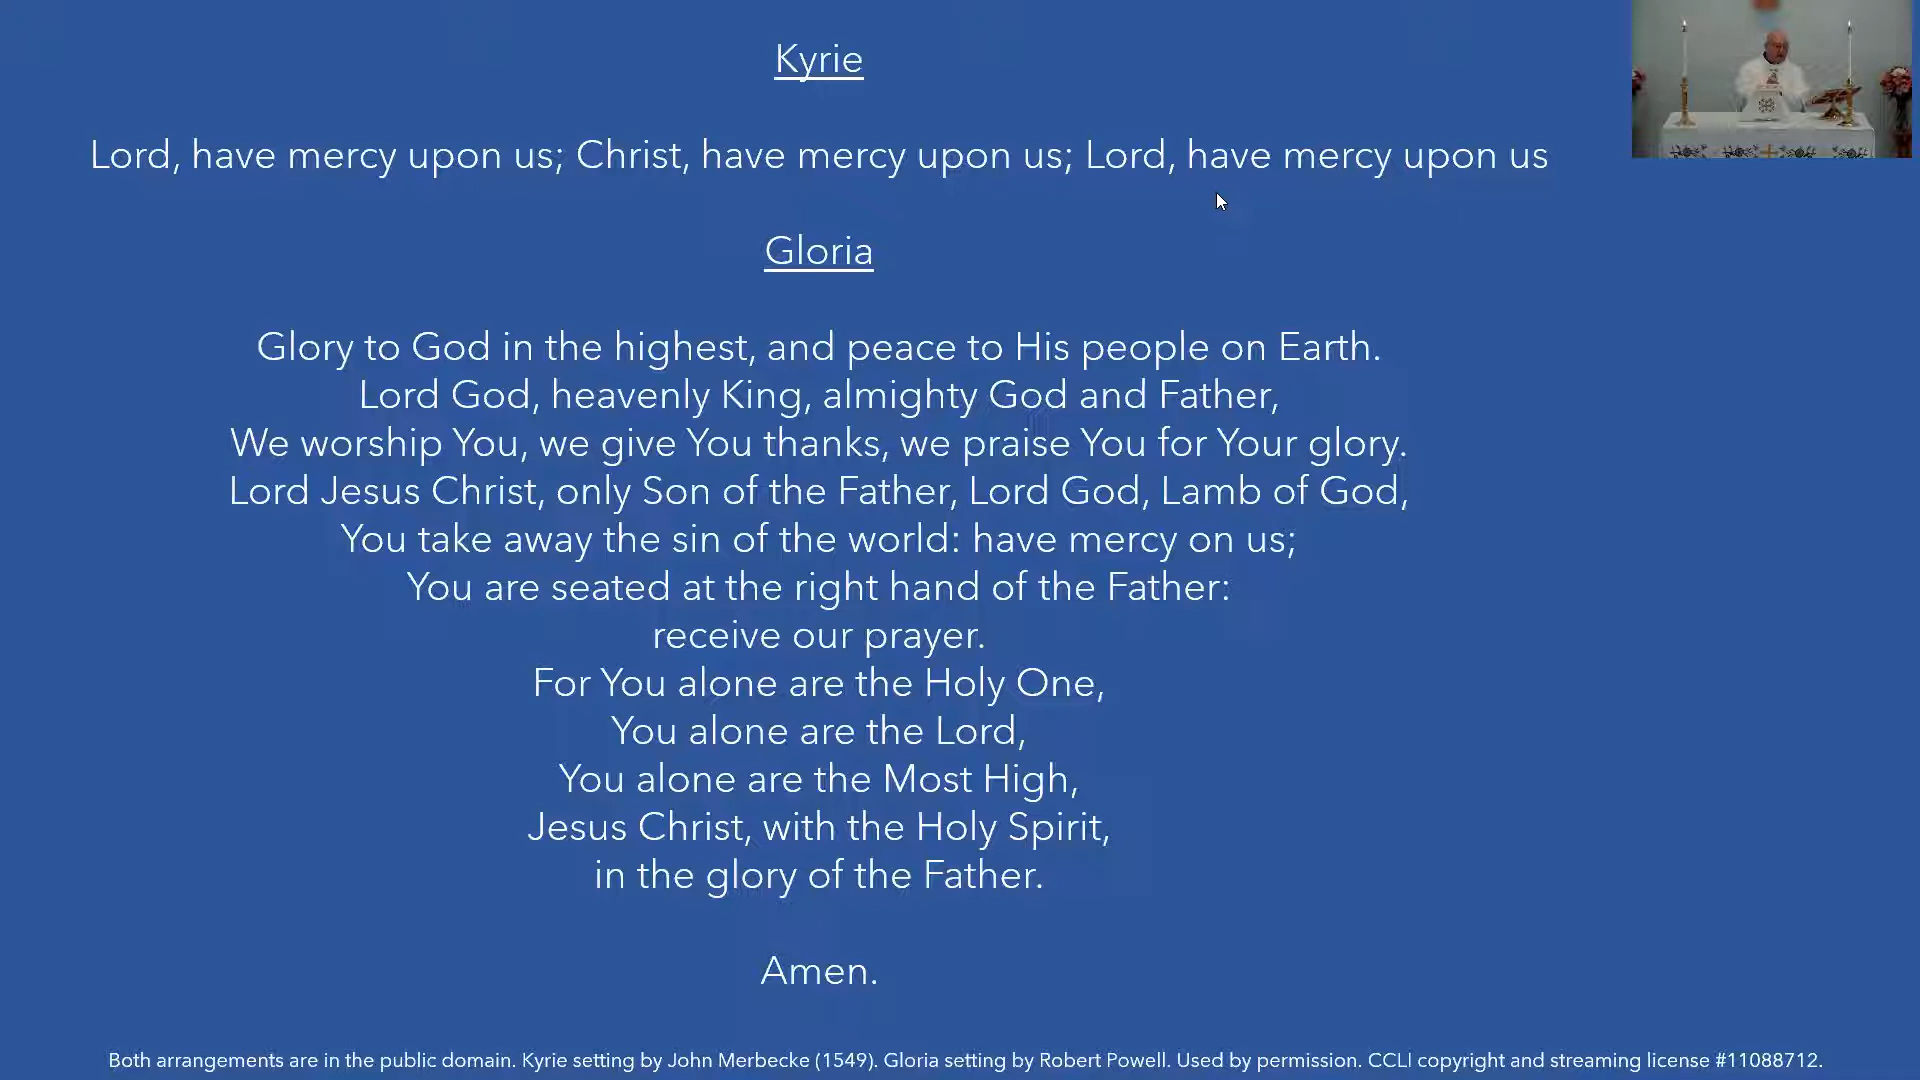 Kyrie
Lord, have mercy upon us; Christ, have mercy upon us; Lord, have mercy upon us
Gloria
Glory to God in the highest, and peace to His people on Earth.
Lord God, heavenly King, almighty God and Father,
We worship You, we give You thanks, we praise You for Your glory.
Lord Jesus Christ, only Son of the Father, Lord God, Lamb of God,
You take away the sin of the world: have mercy on us;
You are seated at the right hand of the Father:
receive our prayer.
For You alone are the Holy One,
You alone are the Lord,
You alone are the Most High,
Jesus Christ, with the Holy Spirit,
in the glory of the Father.
Amen.
Both arrangements are in the public domain. Kyrie setting by John Merbecke (1549). Gloria setting by Robert Powell. Used by permission. CCLI copyright and streaming license #11088712.